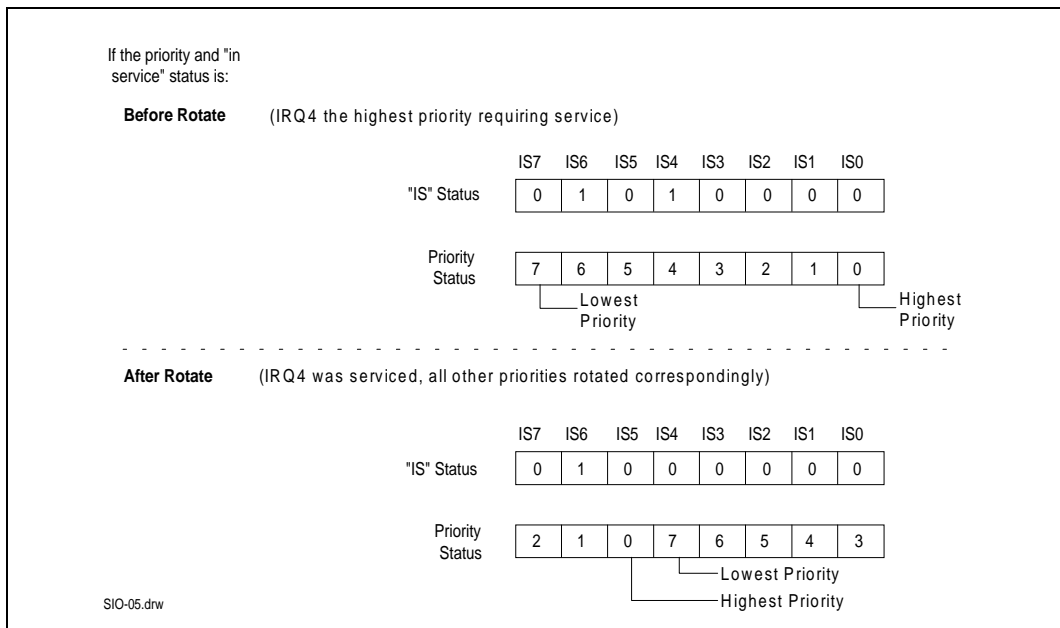 If the priority and "in
service" status is:
Before Rotate (IRQ4 the highest priority requiring service)
IS7 IS6 IS5 IS4 IS3 IS2 IS1 IS0
"IS" Status 0 1 0 1 0 0 0 0
Priority
Status
7 6 5 4 3 2 1 0
Lowest
Priority
Highest
Priority
After Rotate (IRQ4 was serviced, all other priorities rotated correspondingly)
IS7 IS6 IS5 IS4 IS3 IS2 IS1 IS0
"IS" Status 0 1 0 0 0 0 0 0
Priority
Status
2 1 0 7 6 5 4 3
Lowest Priority
Highest Priority
SIO-05.drw